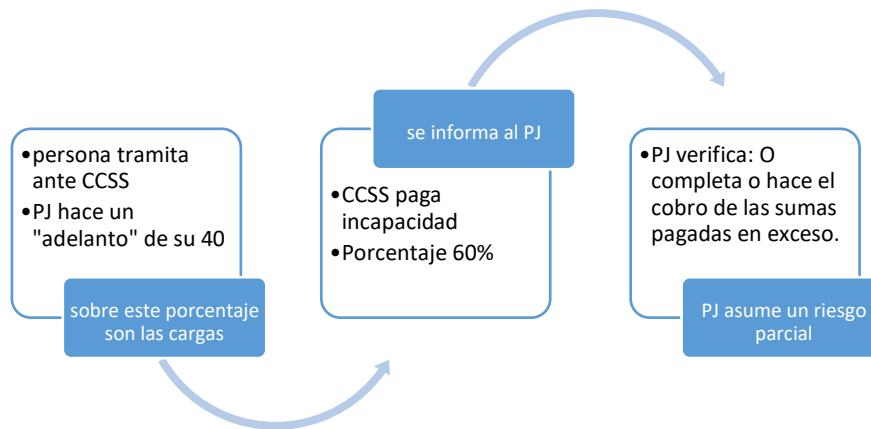 •persona tramita
ante CCSS
•PJ hace un
"adelanto" de su 40
sobre este porcentaje
son las cargas
se informa al PJ
•CCSS paga
incapacidad
•Porcentaje 60%
•PJ verifica: O
completa o hace el
cobro de las sumas
pagadas en exceso.
PJ asume un riesgo
parcial